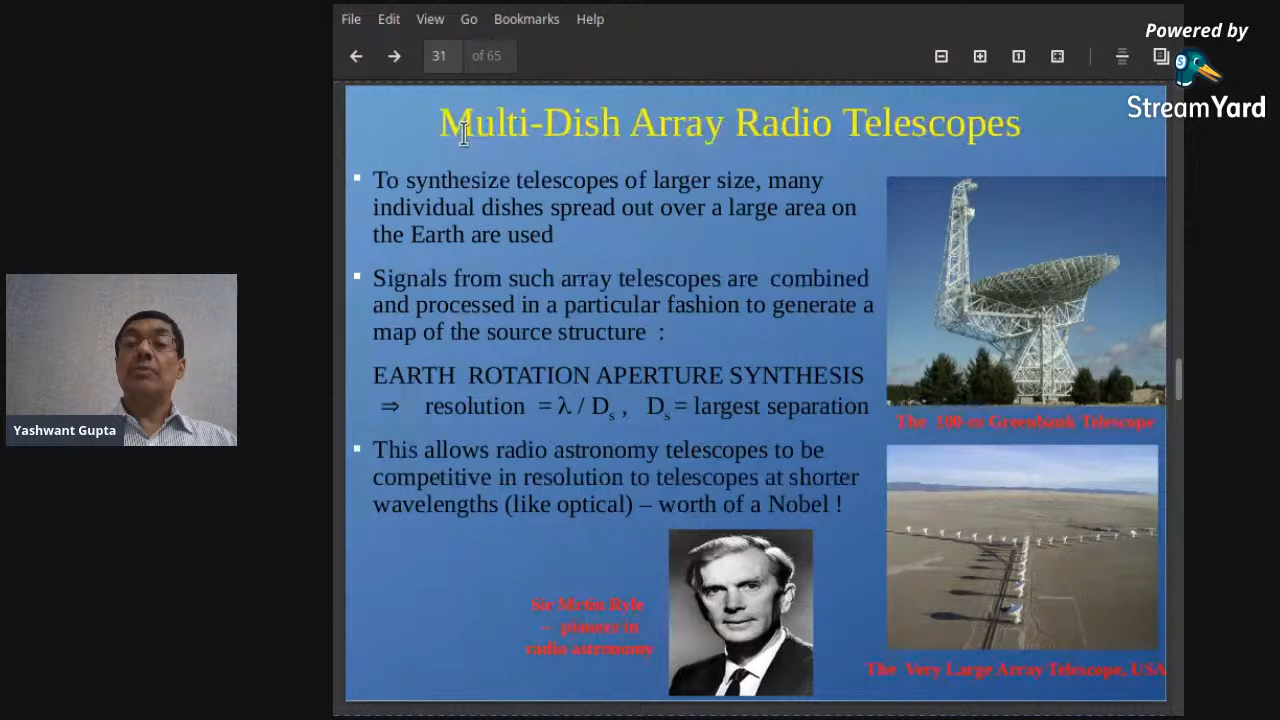 File Edit View Go Bookmarks Help
31 of 65
Powered by
StreamYard
Multi-Dish Array Radio Telescopes
To synthesize telescopes of larger size, many
individual dishes spread out over a large area on
the Earth are used
Signals from such array telescopes are combined
and processed in a particular fashion to generate a
map of the source structure :
EARTH ROTATION APERTURE SYNTHESIS
⇒ resolution = λ / Ds , Ds = largest separation
This allows radio astronomy telescopes to be
competitive in resolution to telescopes at shorter
wavelengths (like optical) – worth of a Nobel !
The 100-m Greenbank Telescope
Sir Mrtin Ryle
– pioneer in
radio astronomy
The Very Large Array Telescope, USA
Yashwant Gupta